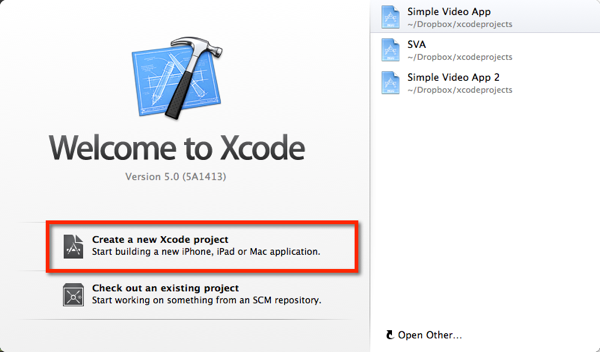 Welcome to Xcode
Version 5.0 (5A1413)
Create a new Xcode project
Start building a new iPhone, iPad or Mac application.
Check out an existing project
Start working on something from an SCM repository.
Simple Video App
~/Dropbox/xcodeprojects
SVA
~/Dropbox/xcodeprojects
Simple Video App 2
~/Dropbox/xcodeprojects
Open Other...